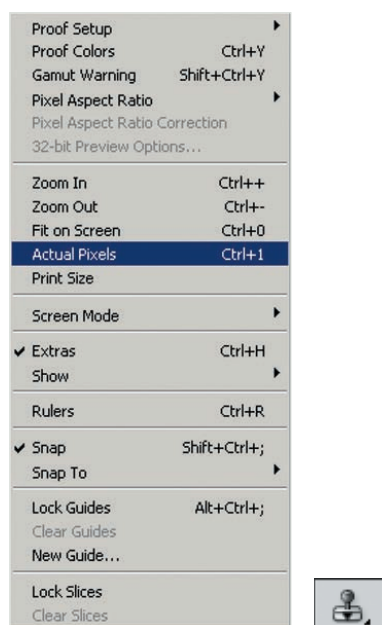 Proof Setup
Proof Colors Ctrl+Y
Gamut Warning Shift+Ctrl+Y
Pixel Aspect Ratio
Pixel Aspect Ratio Correction
32-bit Preview Options...
Zoom In Ctrl++
Zoom Out Ctrl+-
Fit on Screen Ctrl+0
Actual Pixels Ctrl+1
Print Size
Screen Mode
Extras Ctrl+H
Show
Rulers Ctrl+R
Snap Shift+Ctrl+;
Snap To
Lock Guides Alt+Ctrl+;
Clear Guides
New Guide...
Lock Slices
Clear Slices